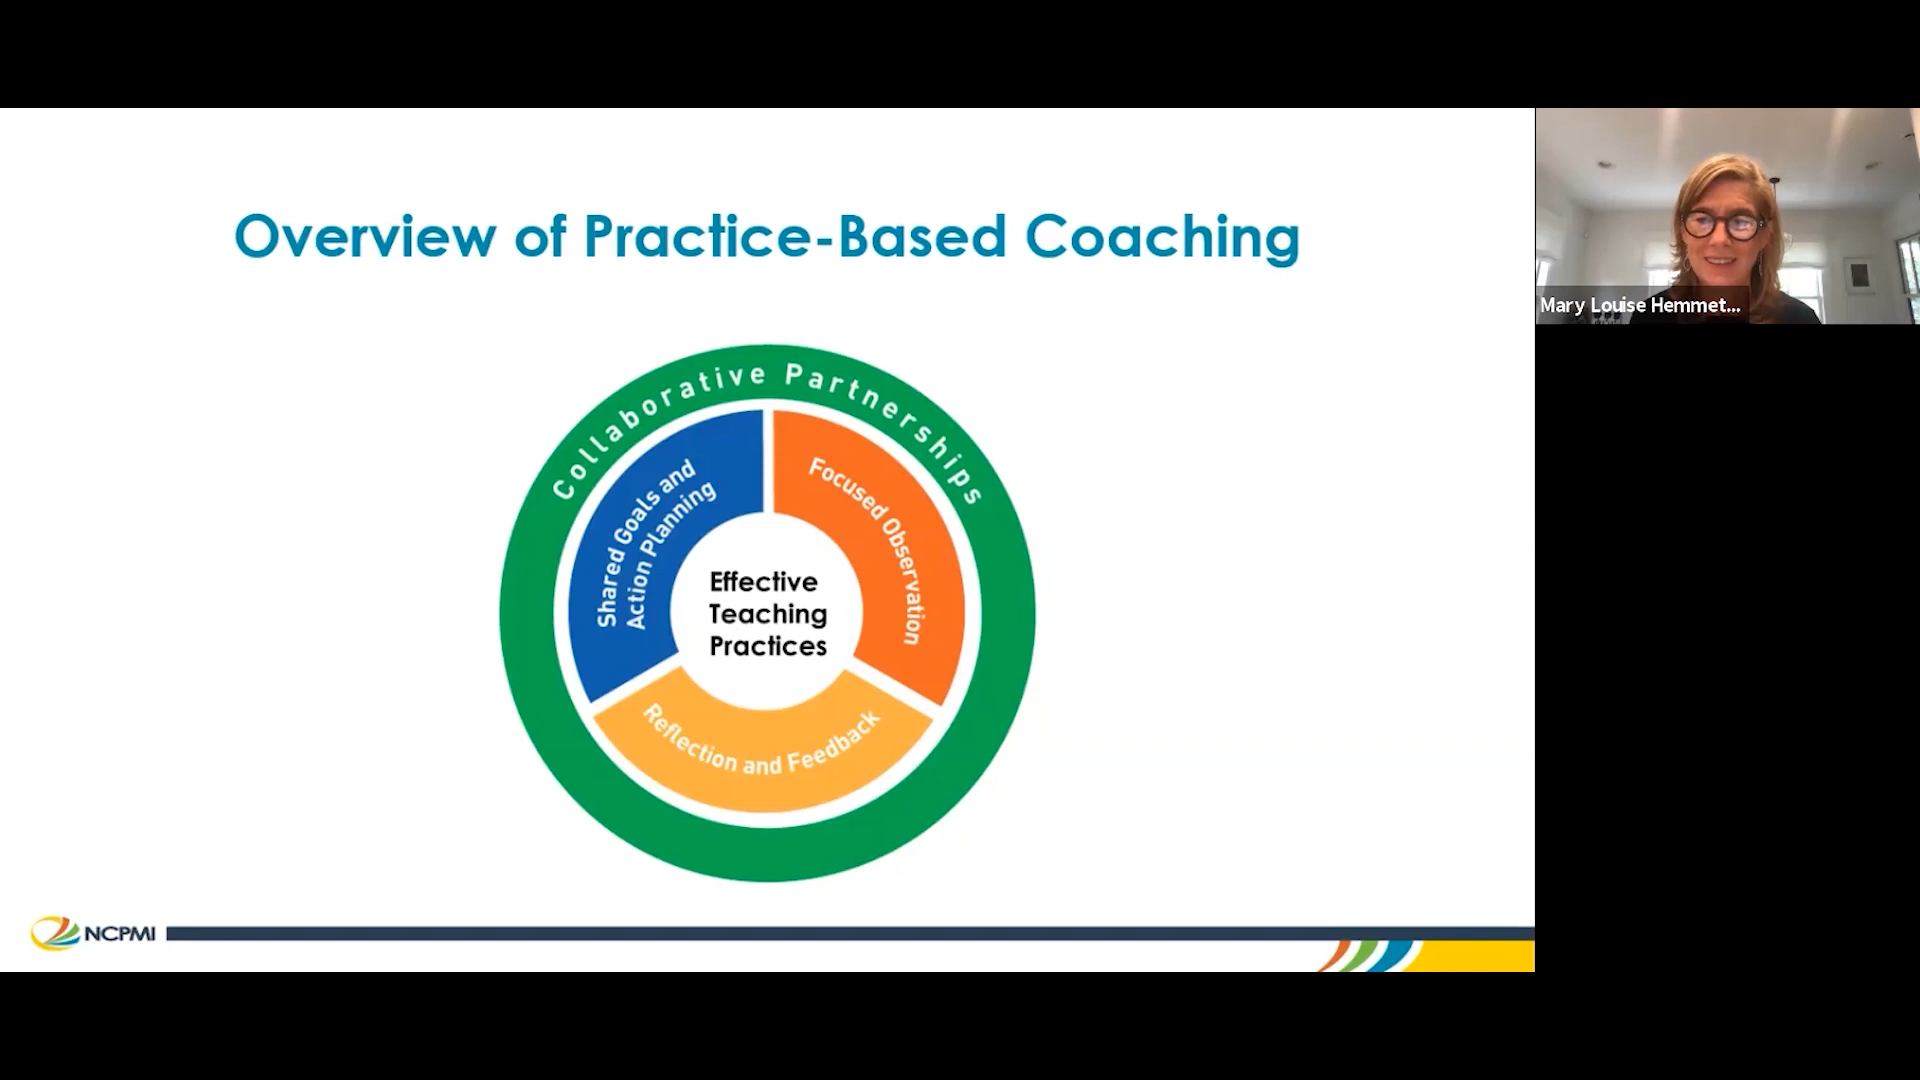 Overview of Practice-Based Coaching
Collaborative Partnerships
Shared Goals and
Action Planning
Focused Observation
Effective
Teaching
Practices
Reflection and Feedback
NCPMI
Mary Louise Hemmet...